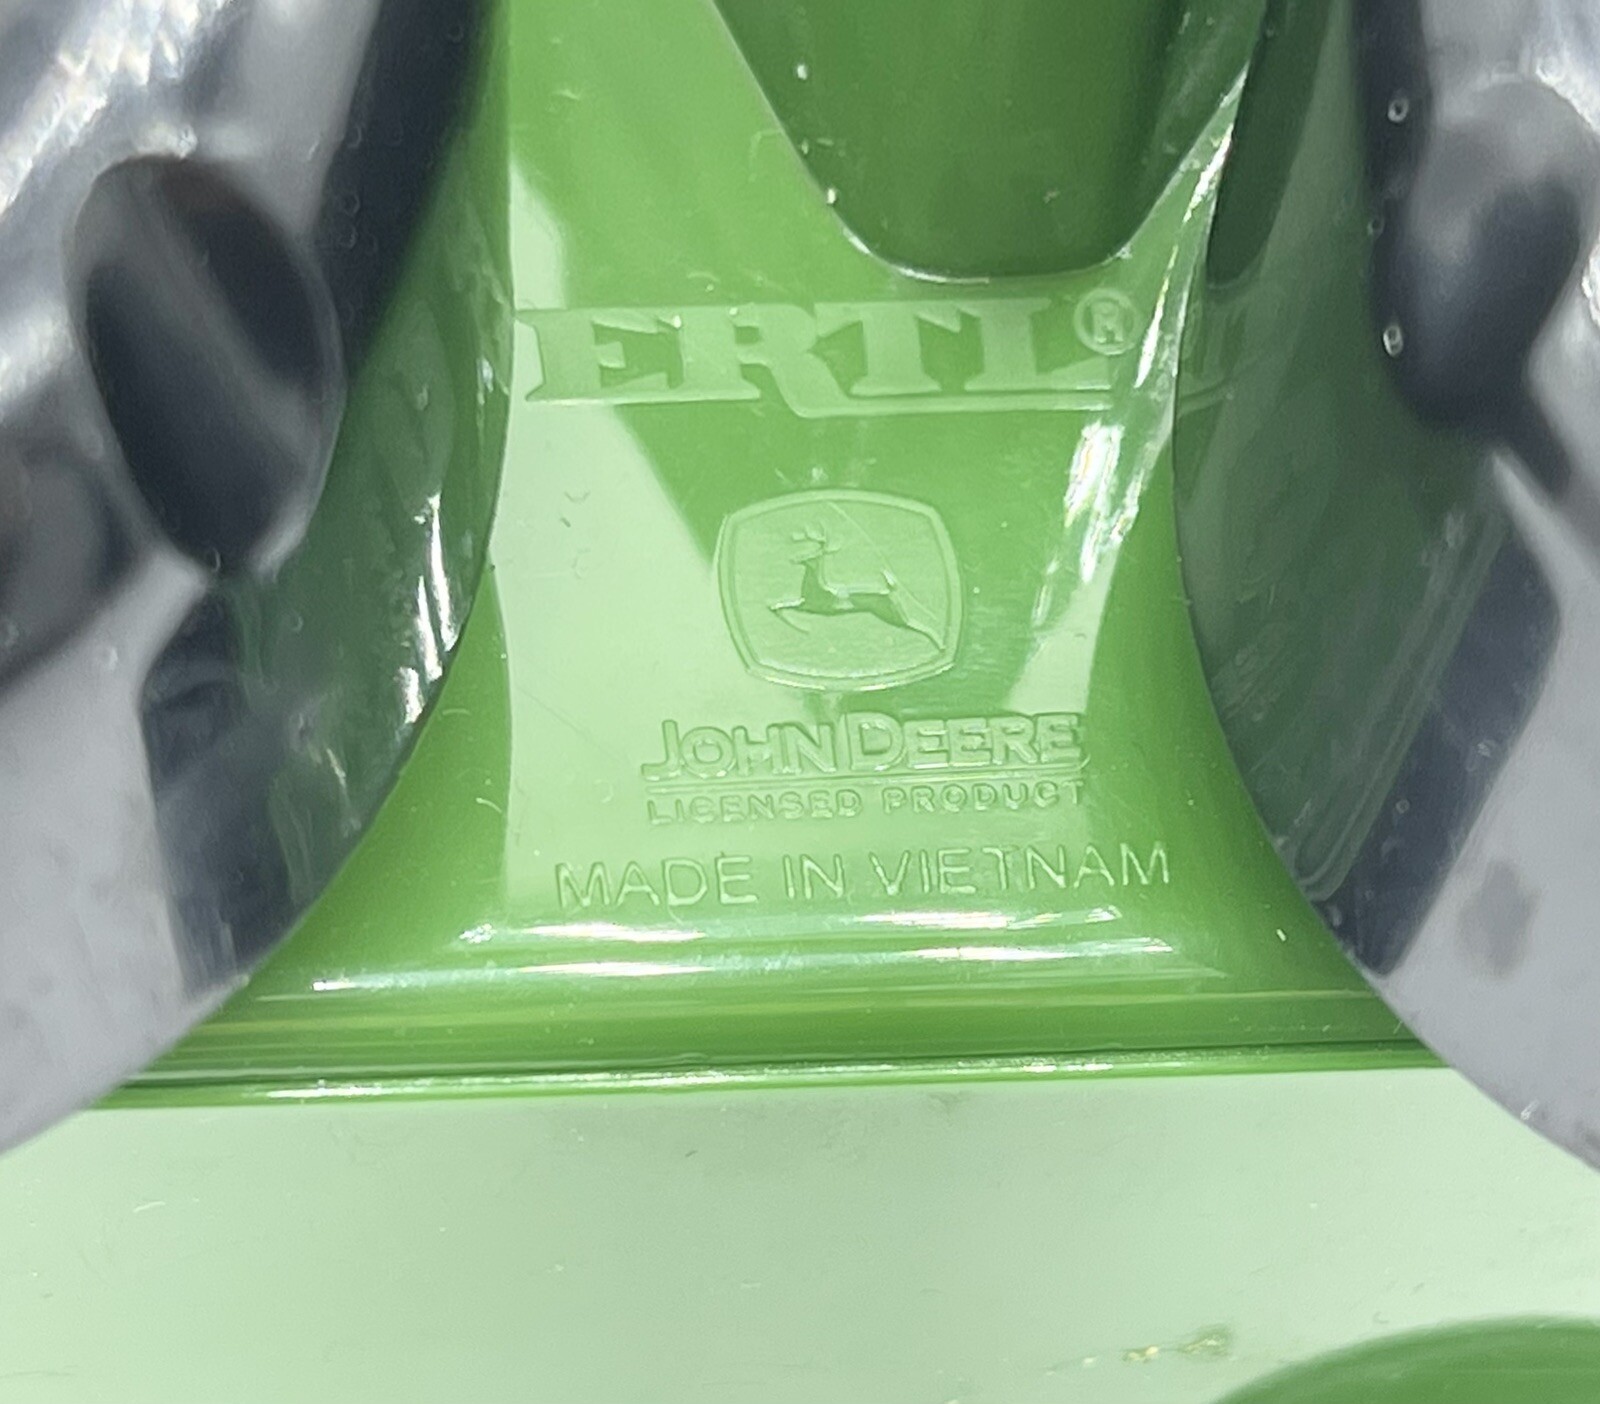 ERTL®
JOHN DEERE
LICENSED PRODUCT
MADE IN VIETNAM